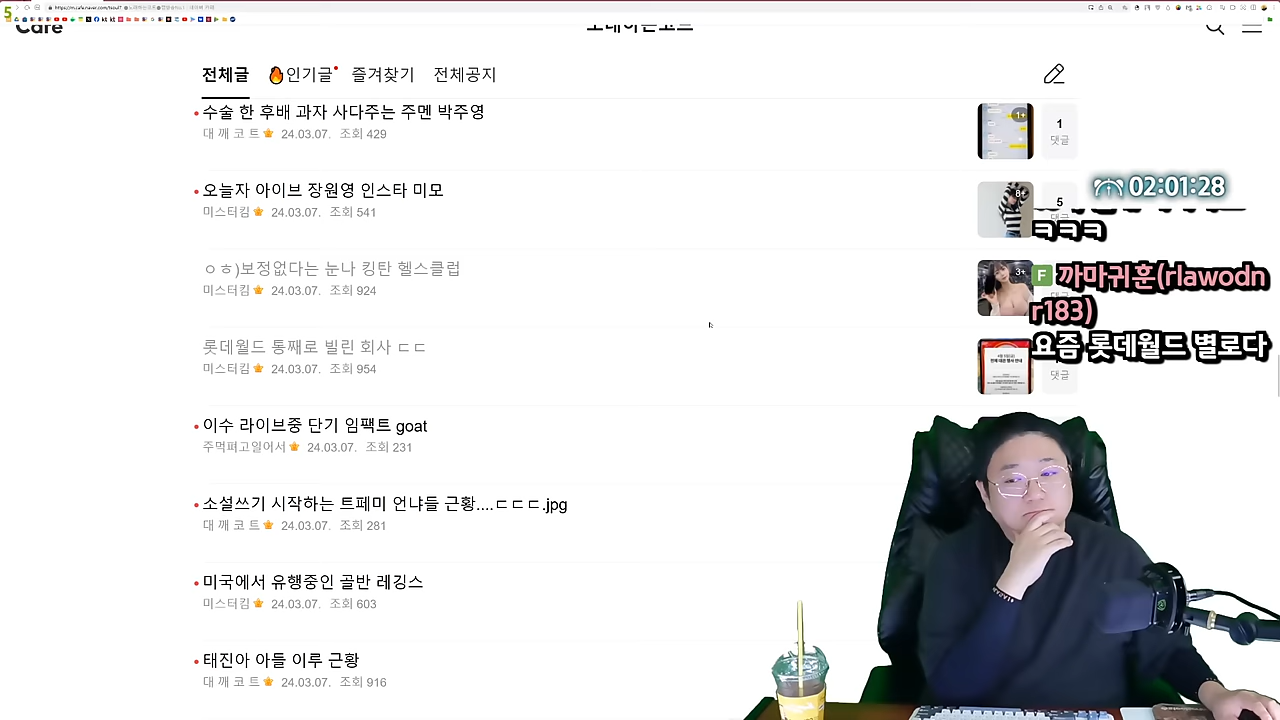 5
Cafe
전체글 🔥인기글 즐겨찾기 전체공지
수술 한 후배 과자 사다주는 주멘 박주영
대 깨 코 트 24.03.07. 조회 429
1+
1
댓글
오늘자 아이브 장원영 인스타 미모
미스터킴 24.03.07. 조회 541
5
02:01:28
ㅋㅋㅋ
ㅇㅎ)보정없다는 눈나 킹탄 헬스클럽
미스터킴 24.03.07. 조회 924
3+
F 까마귀훈(rlawodn
r183)
요즘 롯데월드 별로다
롯데월드 통째로 빌린 회사 ㄷㄷ
미스터킴 24.03.07. 조회 954
댓글
이수 라이브중 단기 임팩트 goat
주먹펴고일어서 24.03.07. 조회 231
소설쓰기 시작하는 트페미 언냐들 근황....ㄷㄷㄷ.jpg
대 깨 코 트 24.03.07. 조회 281
미국에서 유행중인 골반 레깅스
미스터킴 24.03.07. 조회 603
태진아 아들 이루 근황
대 깨 코 트 24.03.07. 조회 916